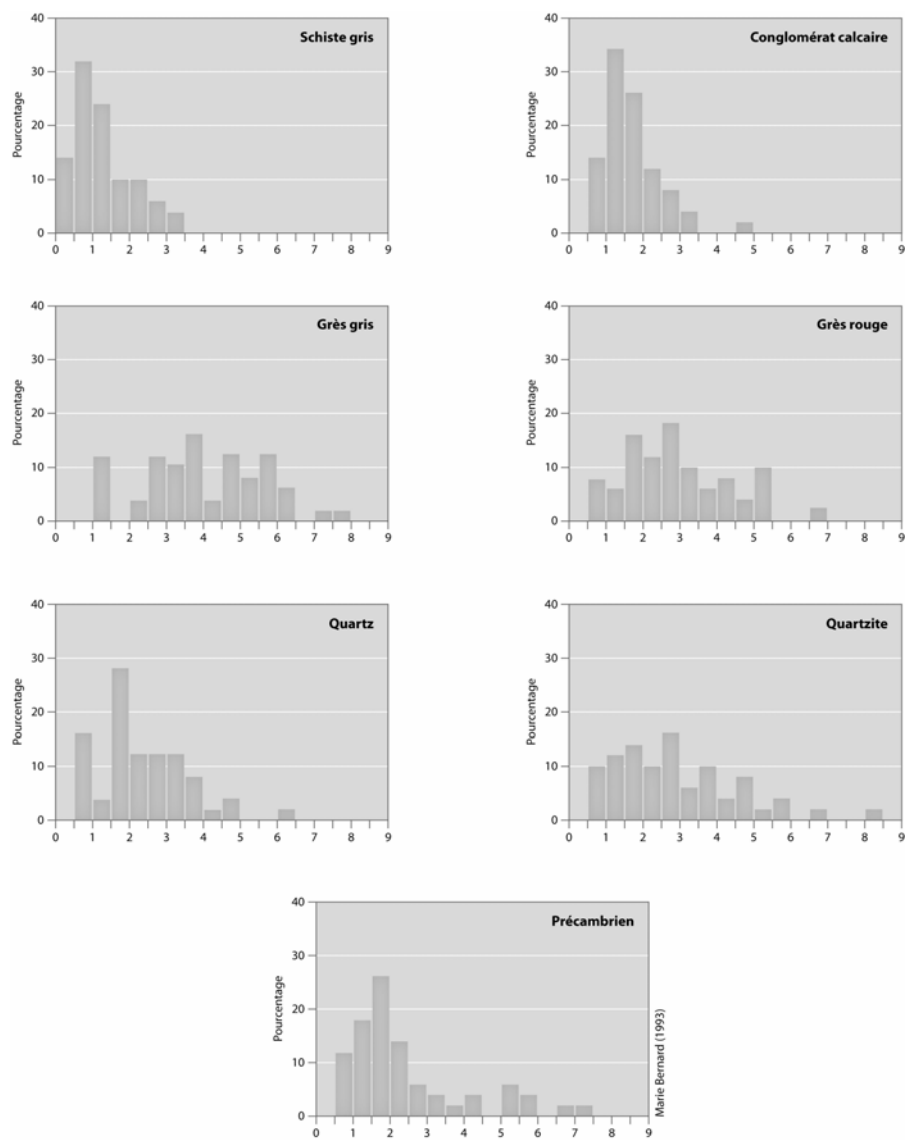 Schiste gris
Pourcentage
40
30
20
10
0
0 1 2 3 4 5 6 7 8 9
Conglomérat calcaire
Pourcentage
40
30
20
10
0
0 1 2 3 4 5 6 7 8 9
Grès gris
Pourcentage
40
30
20
10
0
0 1 2 3 4 5 6 7 8 9
Grès rouge
Pourcentage
40
30
20
10
0
0 1 2 3 4 5 6 7 8 9
Quartz
Pourcentage
40
30
20
10
0
0 1 2 3 4 5 6 7 8 9
Quartzite
Pourcentage
40
30
20
10
0
0 1 2 3 4 5 6 7 8 9
Précambrien
Pourcentage
40
30
20
10
0
0 1 2 3 4 5 6 7 8 9
Marie Bernard (1993)